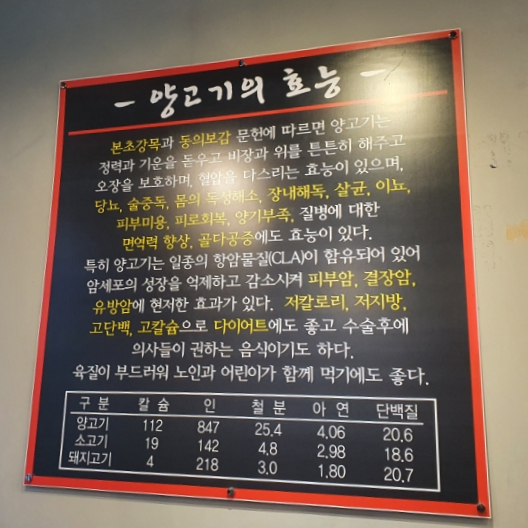 - 양고기의 효능 -
본초강목과 동의보감 문헌에 따르면 양고기는
정력과 기운을 돋우고 비장과 위를 튼튼히 해주고
오장을 보호하며, 혈압을 다스리는 효능이 있으며,
당뇨, 술중독, 몸의 독성해소, 장내해독, 살균, 이뇨,
피부미용, 피로회복, 양기부족, 질병에 대한
면역력 향상, 골다공증에도 효능이 있다.
특히 양고기는 일종의 항암물질(CLA)이 함유되어 있어
암세포의 성장을 억제하고 감소시켜 피부암, 결장암,
유방암에 현저한 효과가 있다. 저칼로리, 저지방,
고단백, 고칼슘으로 다이어트에도 좋고 수술후에
의사들이 권하는 음식이기도 하다.
육질이 부드러워 노인과 어린이가 함께 먹기에도 좋다.
구 분 칼 슘 인 철 분 아 연 단백질
양고기 112 847 25.4 4.06 20.6
소고기 19 142 4.8 2.98 18.6
돼지고기 4 218 3.0 1.80 20.7